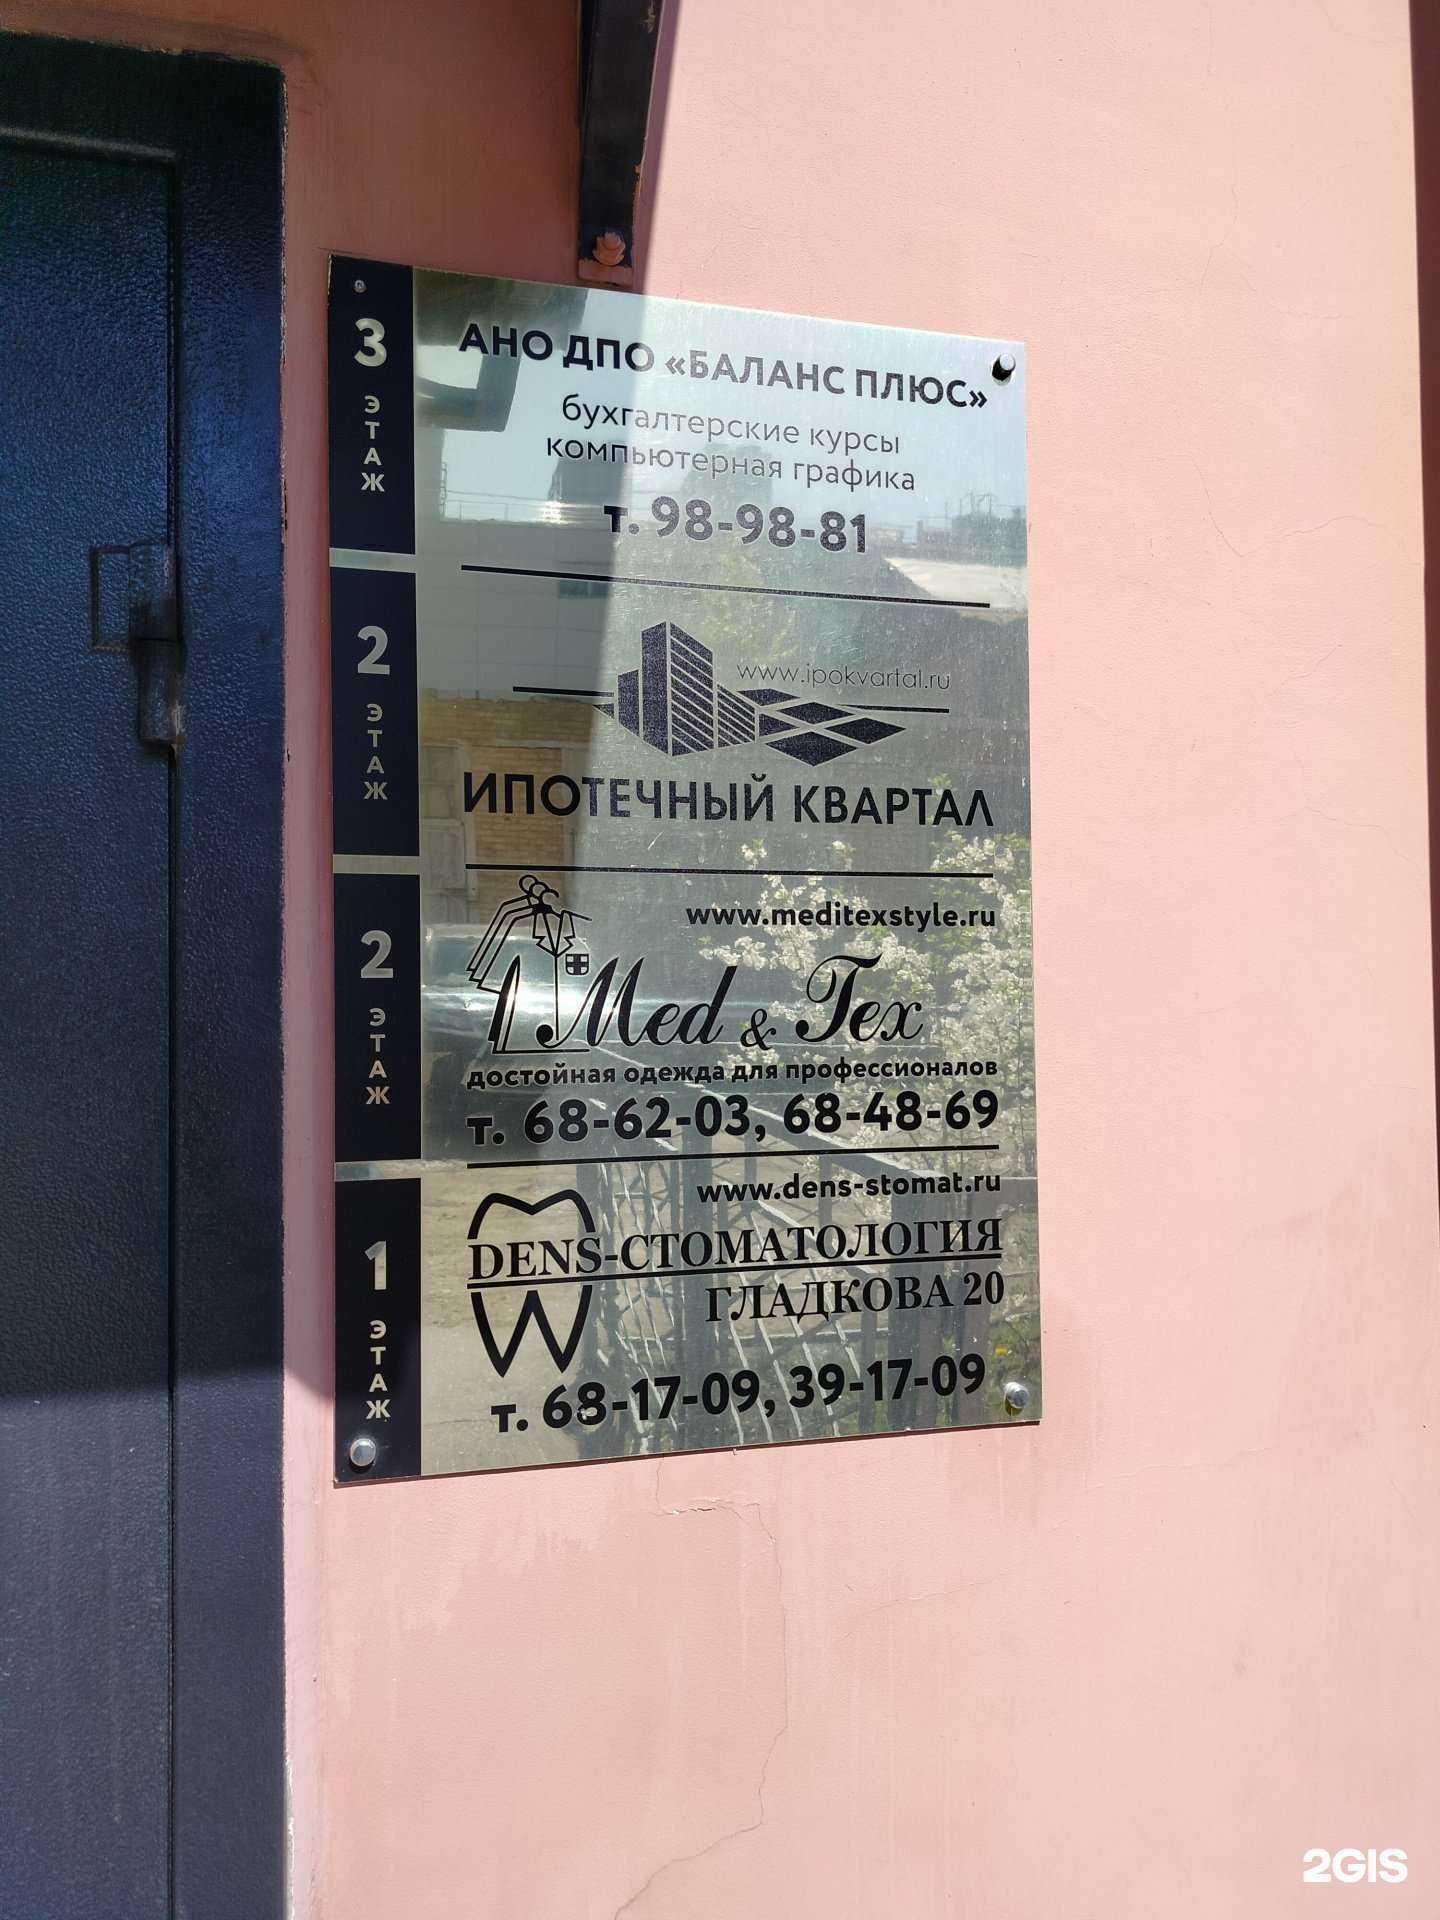 3 ЭТАЖ
АНО ДПО «БАЛАНС ПЛЮС»
бухгалтерские курсы
компьютерная графика
т. 98-98-81
2 ЭТАЖ
www.ipokvartal.ru
ИПОТЕЧНЫЙ КВАРТАЛ
2 ЭТАЖ
www.meditexstyle.ru
Med & Tex
достойная одежда для профессионалов
т. 68-62-03, 68-48-69
1 ЭТАЖ
www.dens-stomat.ru
DENS-СТОМАТОЛОГИЯ
ГЛАДКОВА 20
т. 68-17-09, 39-17-09
2GIS